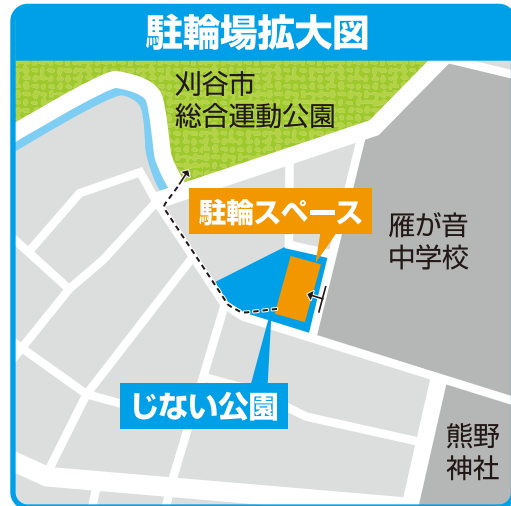 駐輪場拡大図
刈谷市
総合運動公園
駐輪スペース
雁が音
中学校
じない公園
熊野
神社